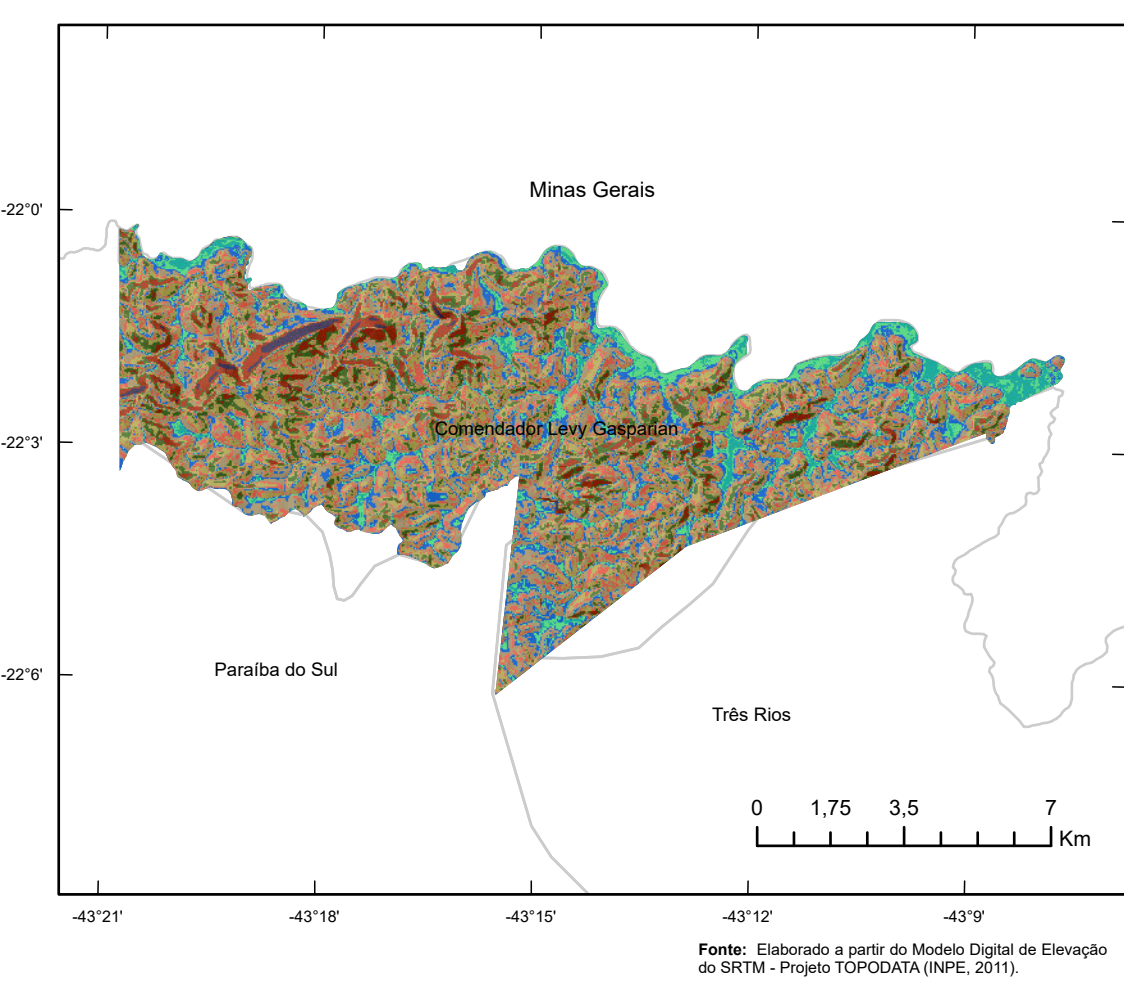 Minas Gerais
-22°0'
-22°3'
Comendador Levy Gasparian
-22°6'
Paraíba do Sul
Três Rios
0 1,75 3,5 7
Km
-43°21' -43°18' -43°15' -43°12' -43°9'
Fonte: Elaborado a partir do Modelo Digital de Elevação
do SRTM - Projeto TOPODATA (INPE, 2011).